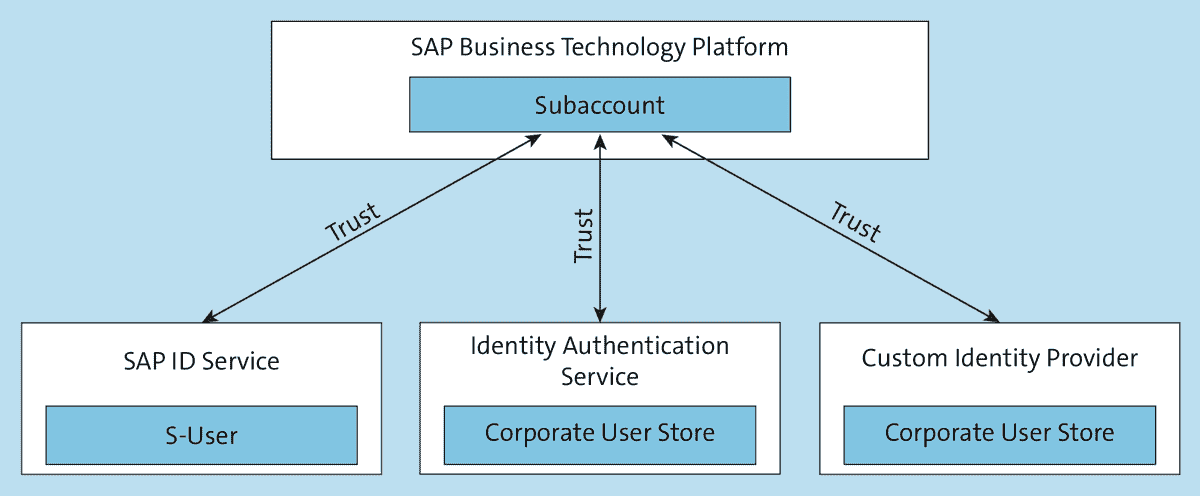 SAP Business Technology Platform
Subaccount
Trust
Trust
Trust
SAP ID Service
S-User
Identity Authentication
Service
Corporate User Store
Custom Identity Provider
Corporate User Store